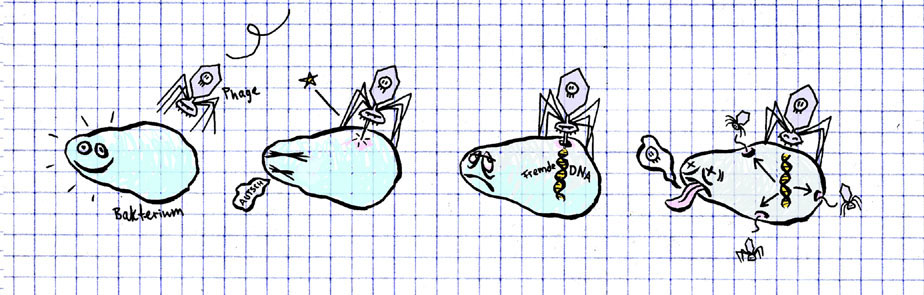 Phage
Bakterium
AUTSCH
Fremde DNA